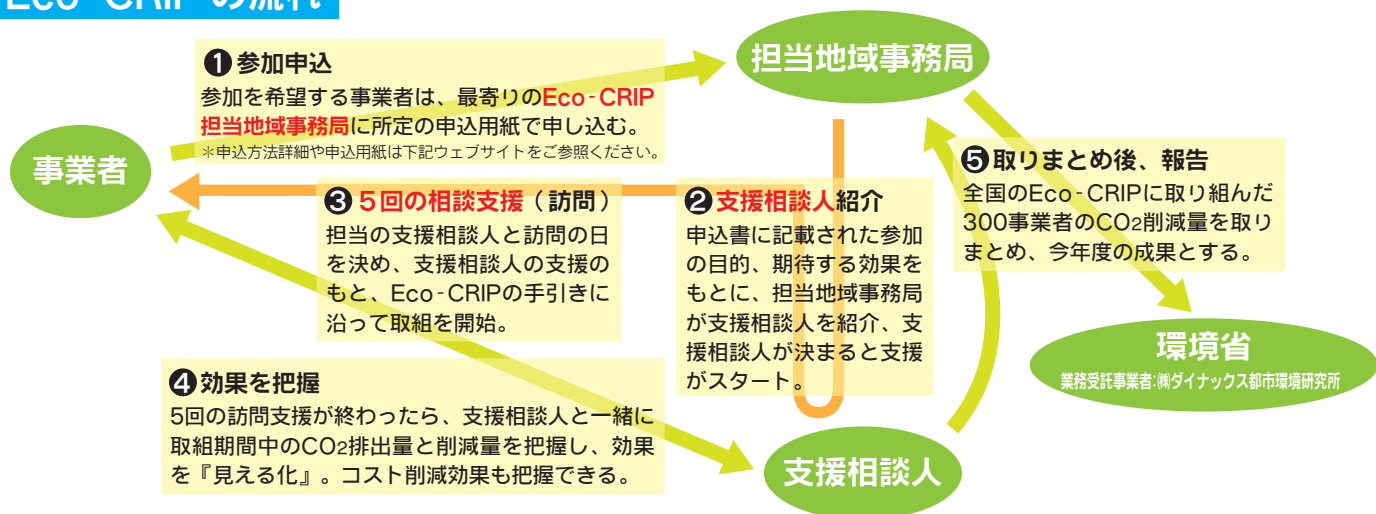 Eco-CRIPの流れ
担当地域事務局
❶参加申込
参加を希望する事業者は、最寄りのEco-CRIP
担当地域事務局に所定の申込用紙で申し込む。
＊申込方法詳細や申込用紙は下記ウェブサイトをご参照ください。
事業者
❸５回の相談支援（訪問）
担当の支援相談人と訪問の日
を決め、支援相談人の支援の
もと、Eco-CRIPの手引きに
沿って取組を開始。
❷支援相談人紹介
申込書に記載された参加
の目的、期待する効果を
もとに、担当地域事務局
が支援相談人を紹介、支
援相談人が決まると支援
がスタート。
❺取りまとめ後、報告
全国のEco-CRIPに取り組んだ
300事業者のCO2削減量を取り
まとめ、今年度の成果とする。
環境省
業務受託事業者:㈱ダイナックス都市環境研究所
❹効果を把握
5回の訪問支援が終わったら、支援相談人と一緒に
取組期間中のCO2排出量と削減量を把握し、効果
を『見える化』。コスト削減効果も把握できる。
支援相談人